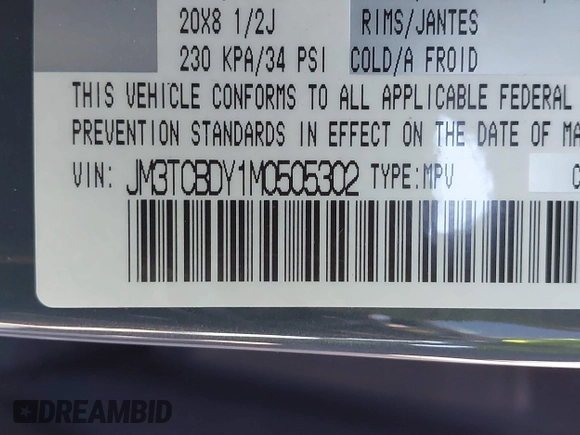 20X8 1/2J RIMS/JANTES
230 KPA/34 PSI COLD/A FROID
THIS VEHICLE CONFORMS TO ALL APPLICABLE FEDERAL
PREVENTION STANDARDS IN EFFECT ON THE DATE OF MA
VIN: JM3TCBDY1M0505302 TYPE:MPV
DREAMBID